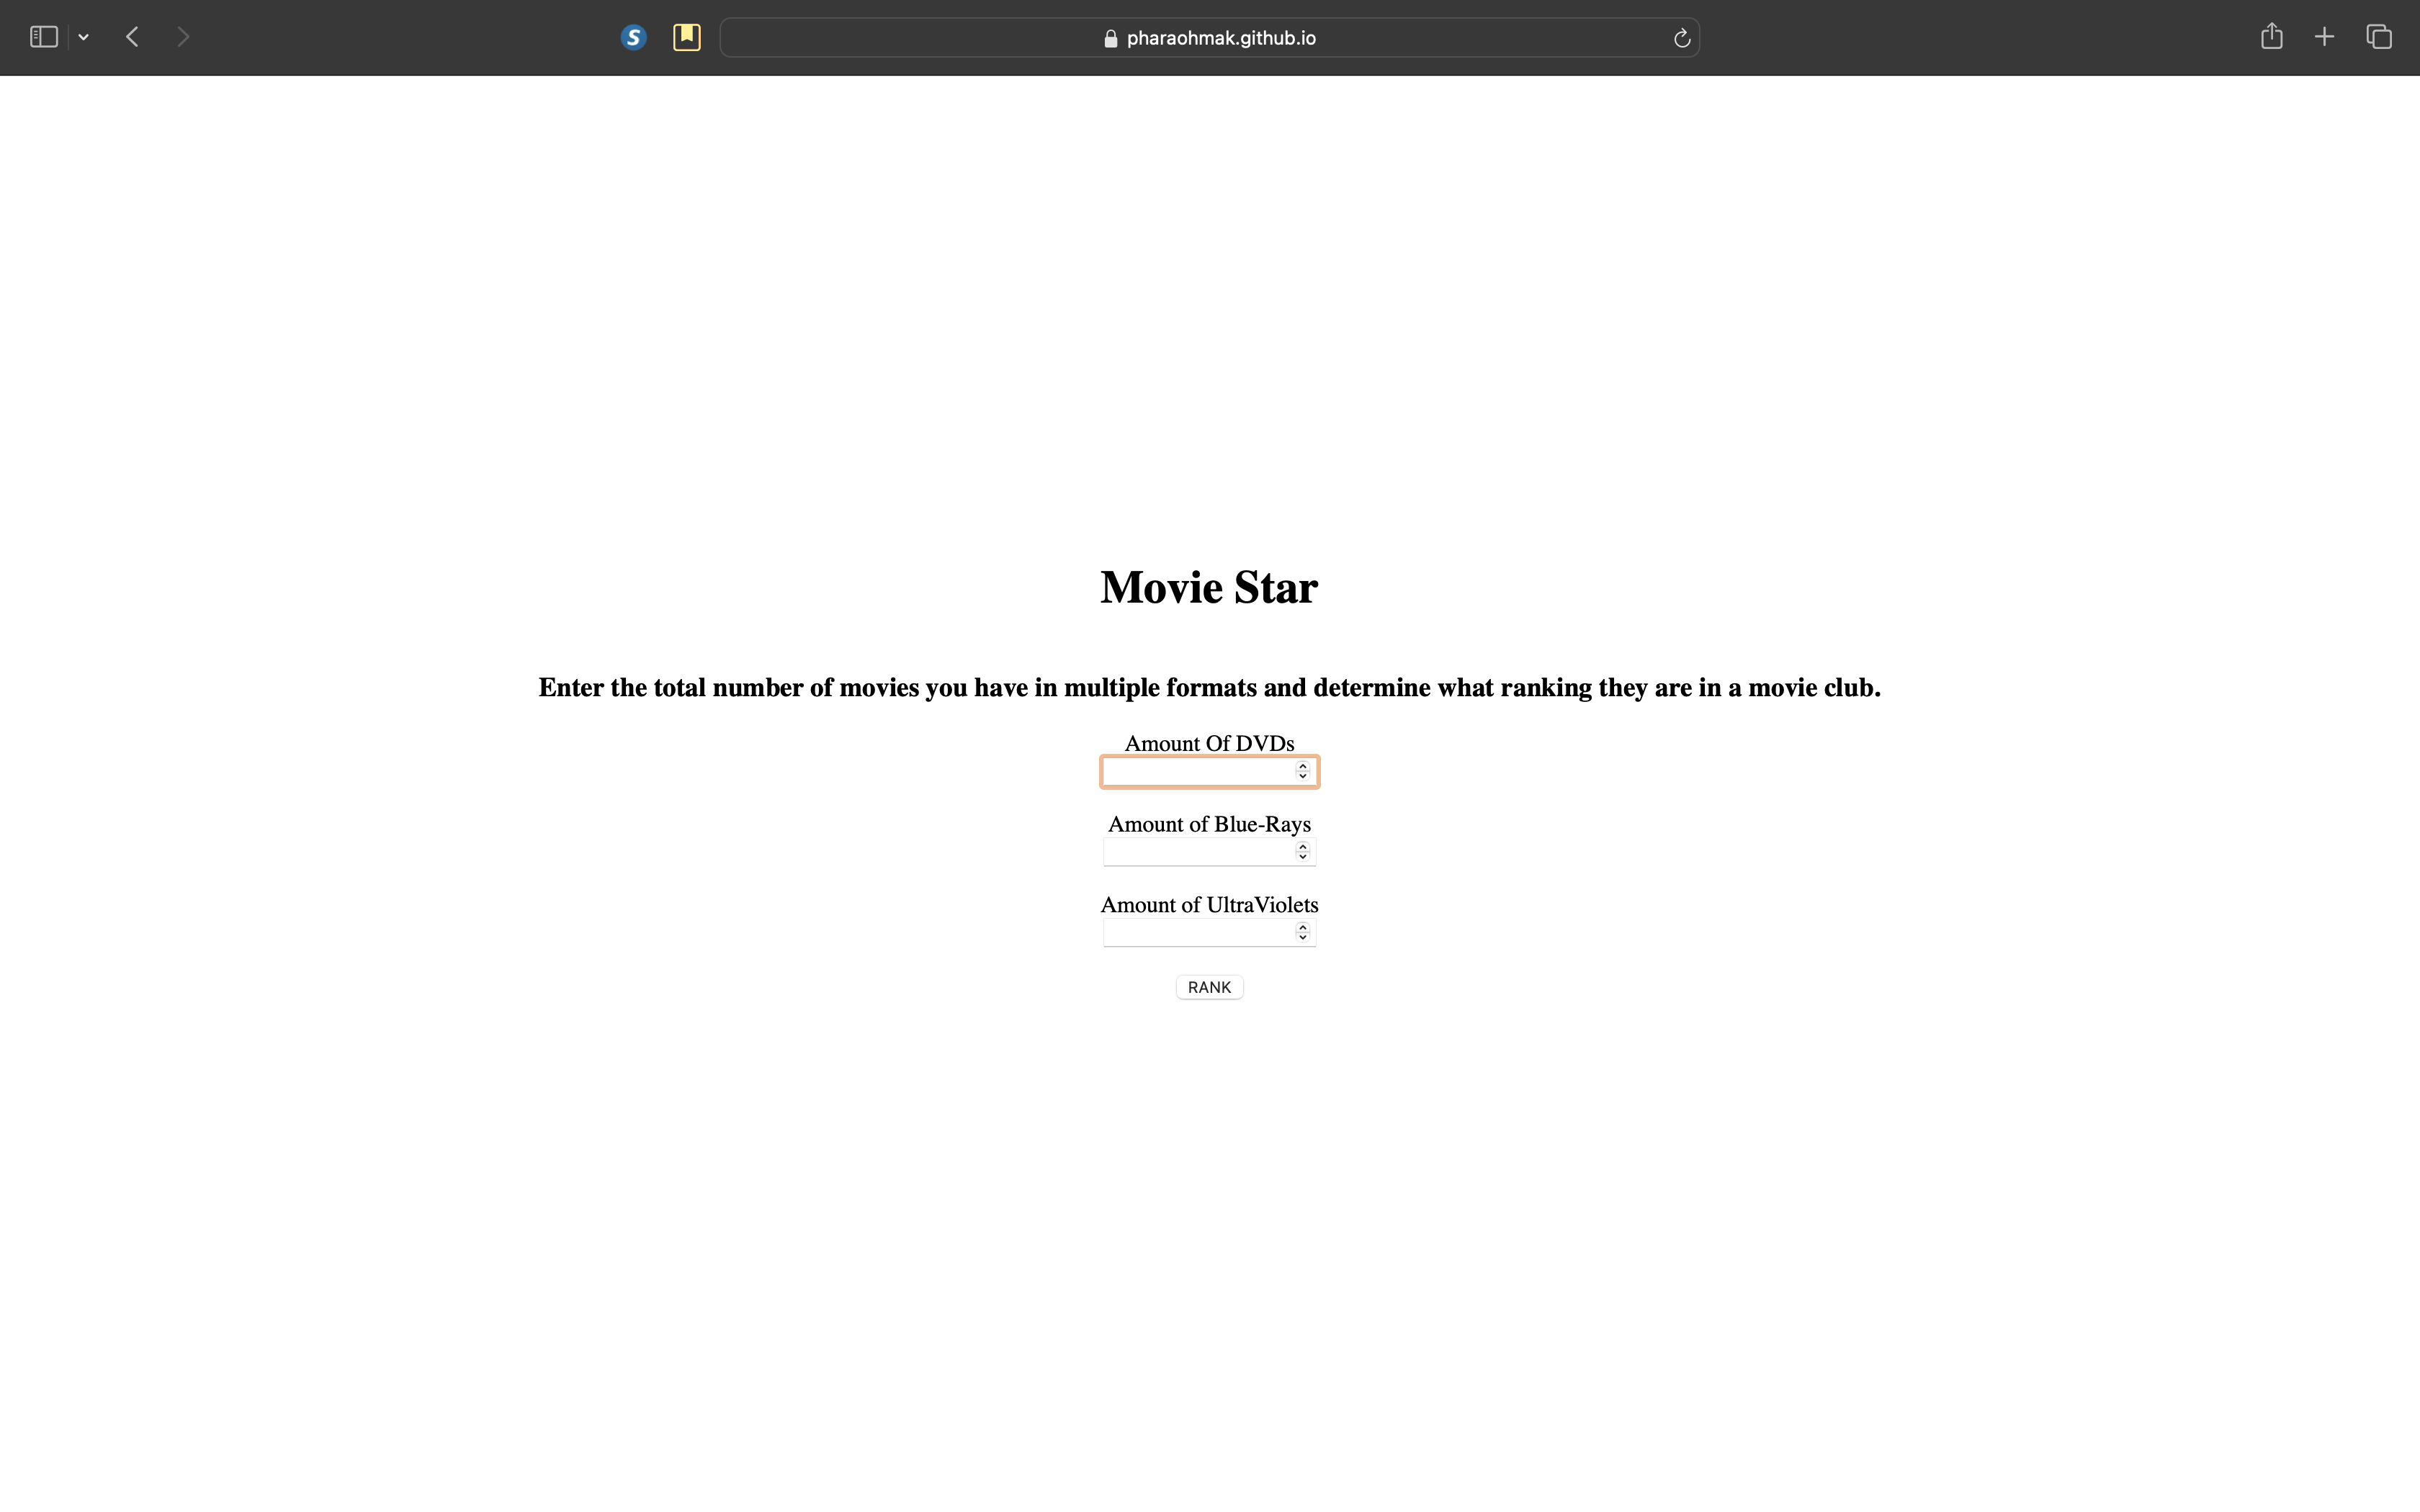 pharaohmak.github.io
Movie Star
Enter the total number of movies you have in multiple formats and determine what ranking they are in a movie club.
Amount Of DVDs
Amount of Blue-Rays
Amount of UltraViolets
RANK